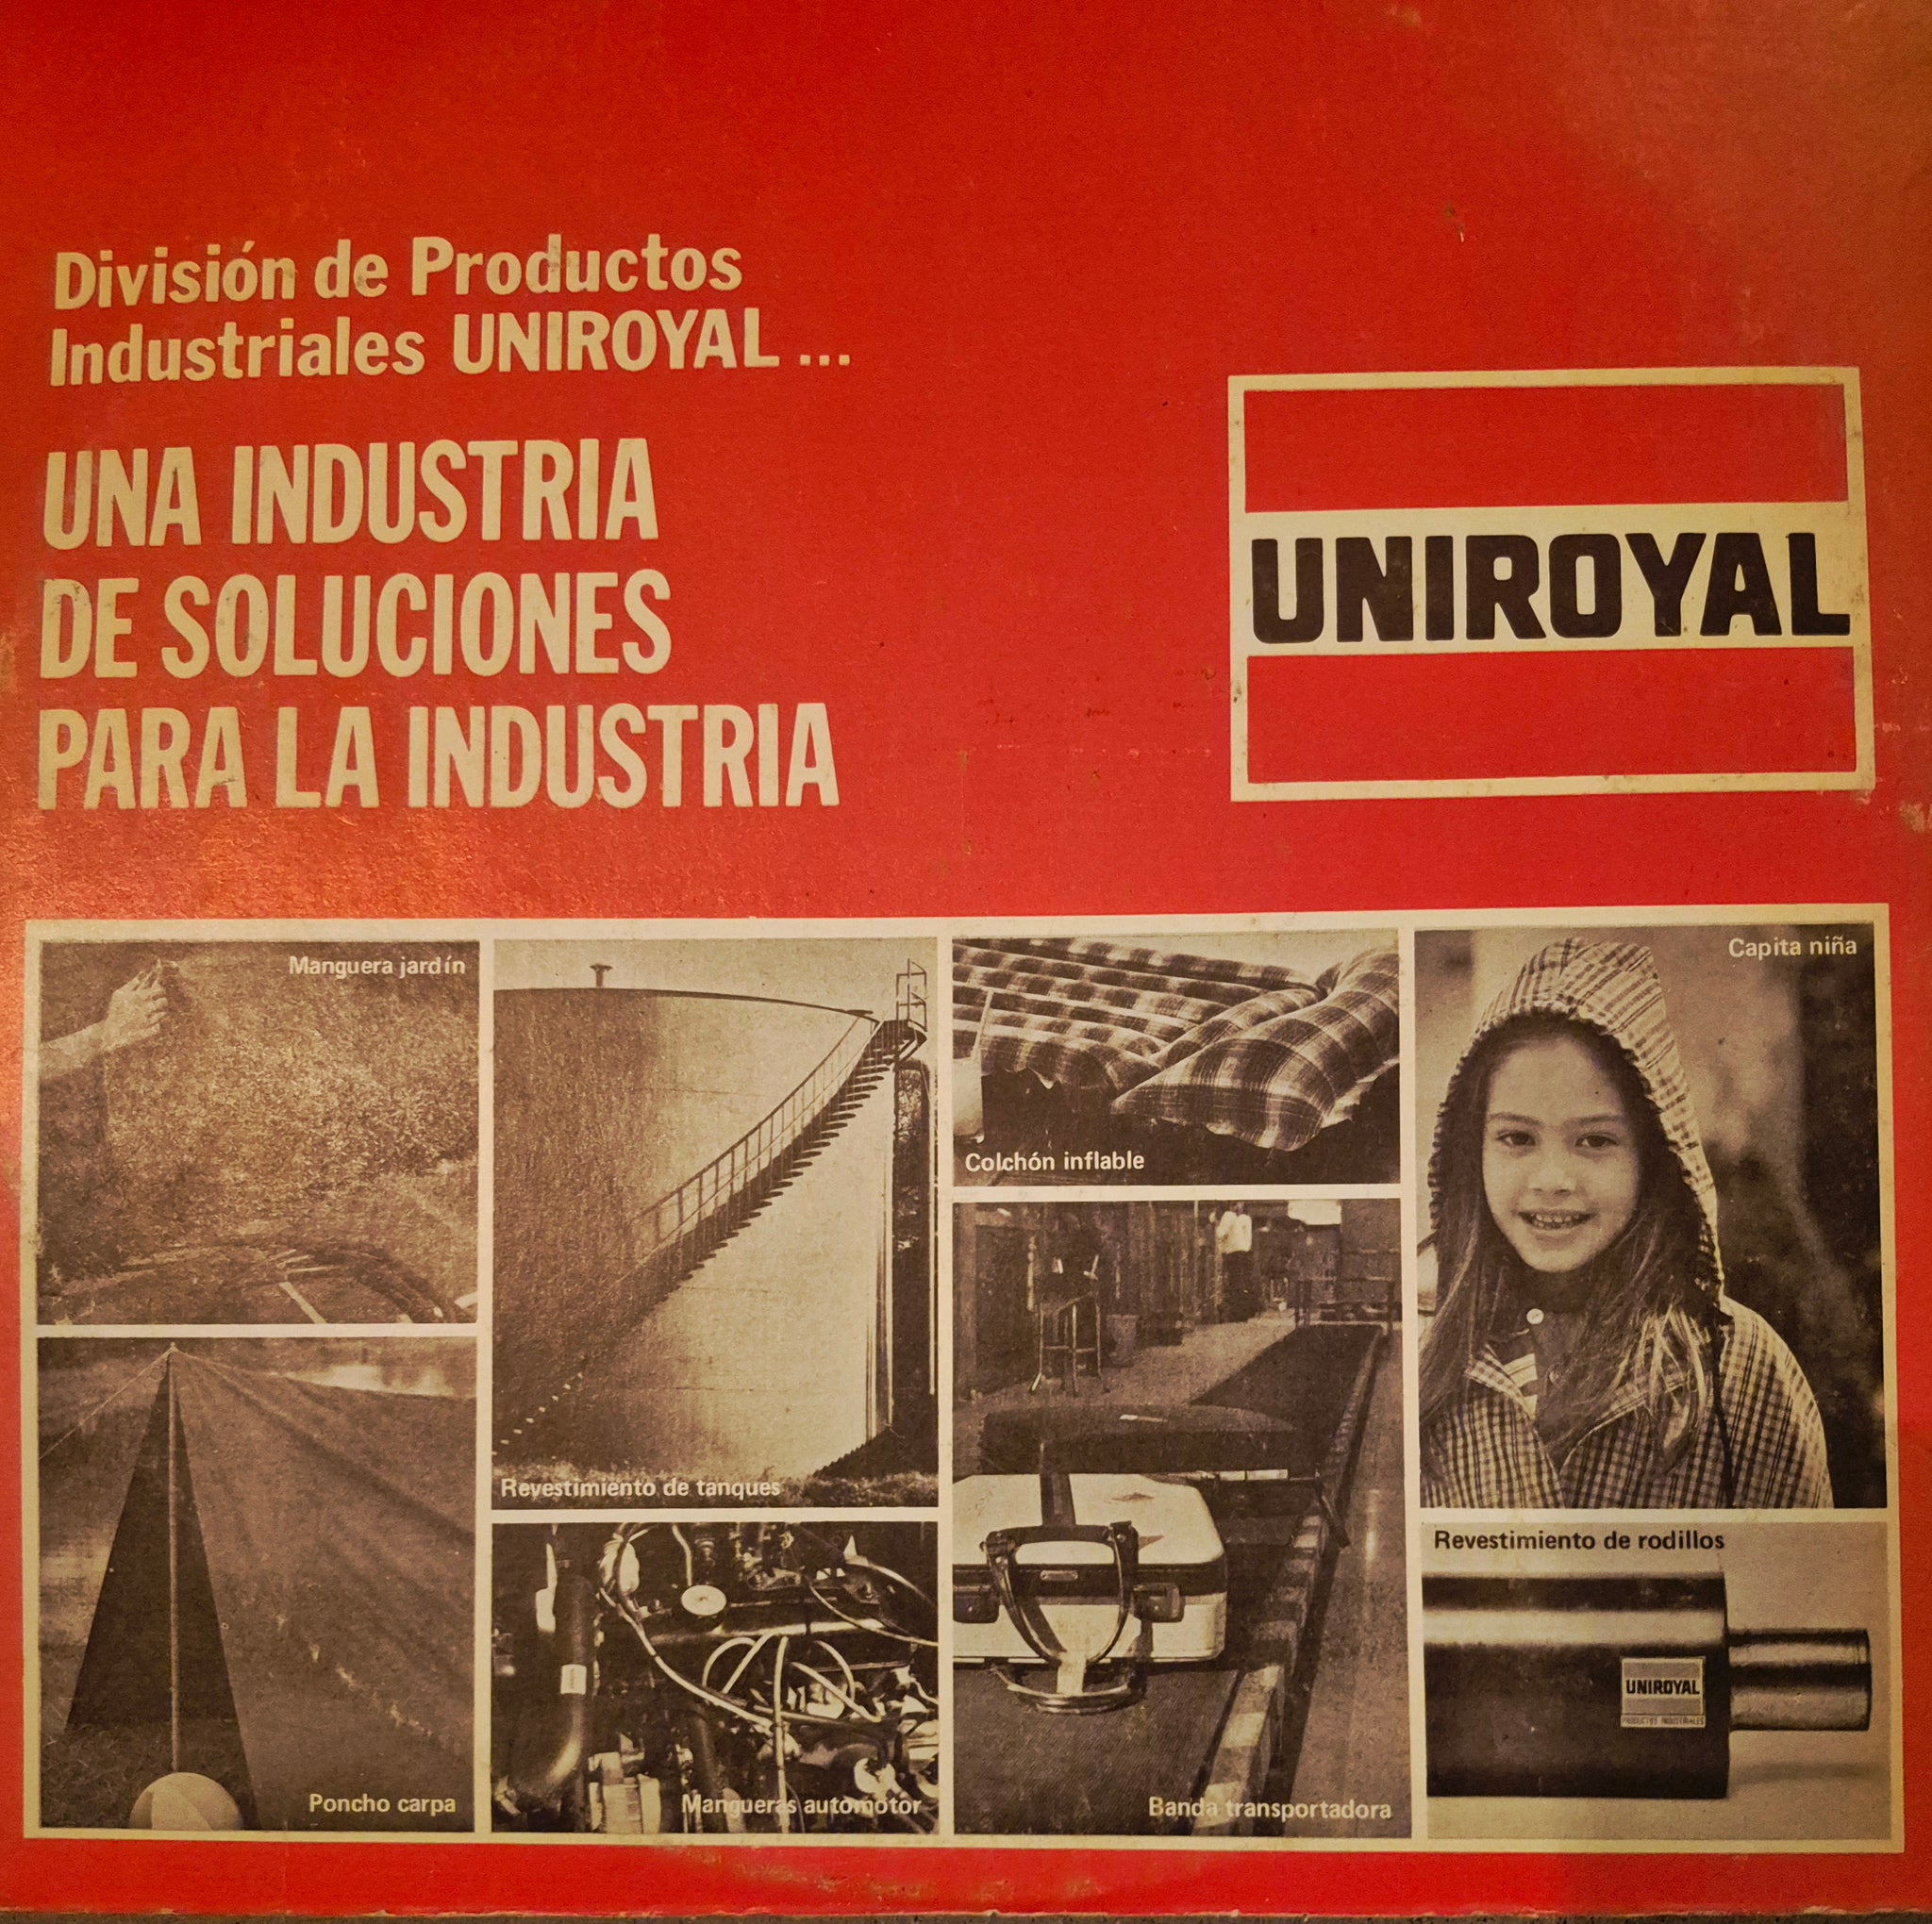 División de Productos
Industriales UNIROYAL ...
UNA INDUSTRIA
DE SOLUCIONES
PARA LA INDUSTRIA
UNIROYAL
Manguera jardín
Revestimiento de tanques
Colchón inflable
Capita niña
Poncho carpa
Mangueras automotor
Banda transportadora
Revestimiento de rodillos
UNIROYAL
PRODUCTOS INDUSTRIALES